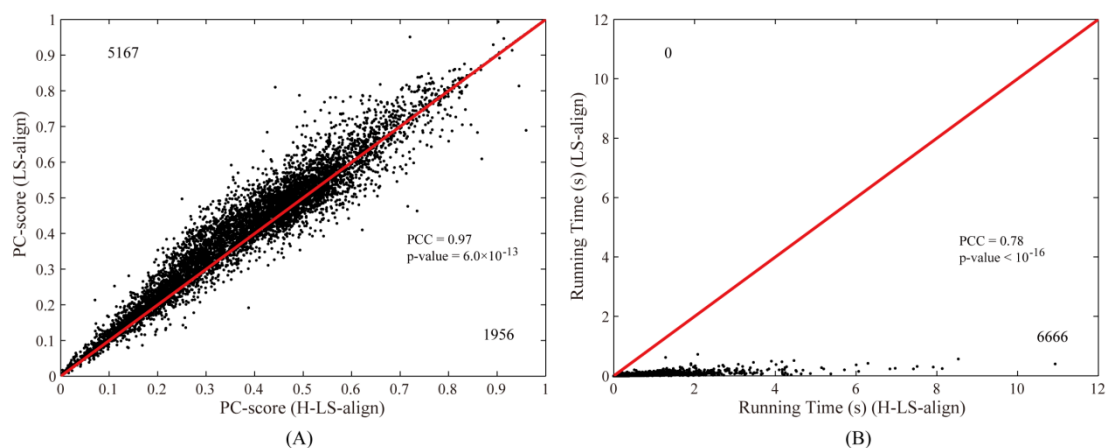 1
0.9
0.8
0.7
0.6
0.5
0.4
0.3
0.2
0.1
0
PC-score (LS-align)
5167
PCC = 0.97
p-value = 6.0×10⁻¹³
1956
0 0.1 0.2 0.3 0.4 0.5 0.6 0.7 0.8 0.9 1
PC-score (H-LS-align)
(A)
12
10
8
6
4
2
0
Running Time (s) (LS-align)
0
PCC = 0.78
p-value < 10⁻¹⁶
6666
0 2 4 6 8 10 12
Running Time (s) (H-LS-align)
(B)